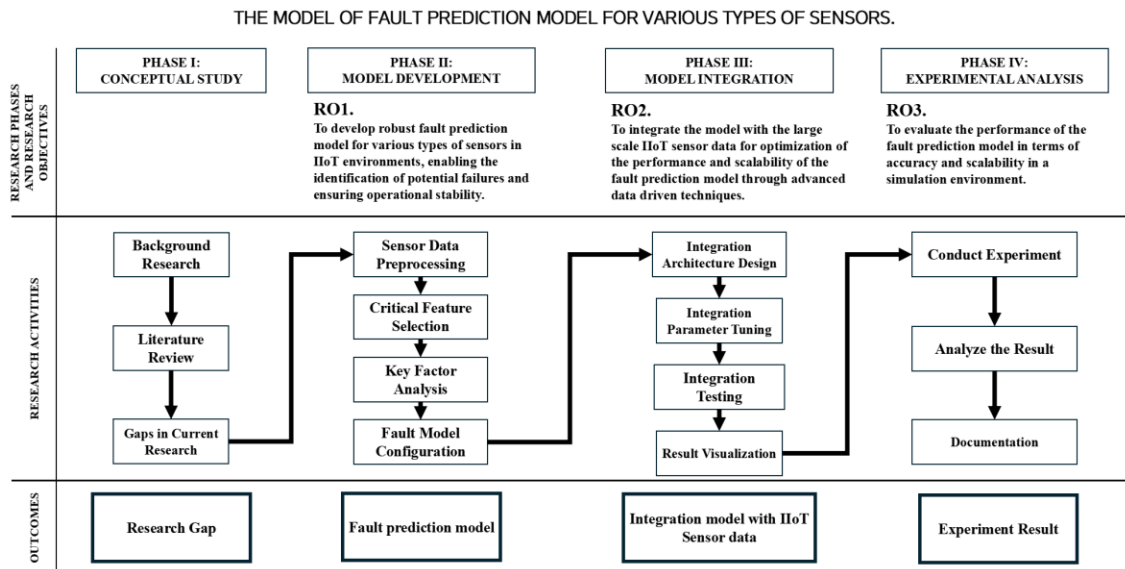 THE MODEL OF FAULT PREDICTION MODEL FOR VARIOUS TYPES OF SENSORS.
RESEARCH PHASES
AND RESEARCH
OBJECTIVES
PHASE I:
CONCEPTUAL STUDY
PHASE II:
MODEL DEVELOPMENT
RO1.
To develop robust fault prediction
model for various types of sensors in
IIoT environments, enabling the
identification of potential failures and
ensuring operational stability.
PHASE III:
MODEL INTEGRATION
RO2.
To integrate the model with the large
scale IIoT sensor data for optimization of
the performance and scalability of the
fault prediction model through advanced
data driven techniques.
PHASE IV:
EXPERIMENTAL ANALYSIS
RO3.
To evaluate the performance of the
fault prediction model in terms of
accuracy and scalability in a
simulation environment.
RESEARCH ACTIVITIES
Background
Research
Literature
Review
Gaps in Current
Research
Sensor Data
Preprocessing
Critical Feature
Selection
Key Factor
Analysis
Fault Model
Configuration
Integration
Architecture Design
Integration
Parameter Tuning
Integration
Testing
Result Visualization
Conduct Experiment
Analyze the Result
Documentation
OUTCOMES
Research Gap
Fault prediction model
Integration model with IIoT
Sensor data
Experiment Result